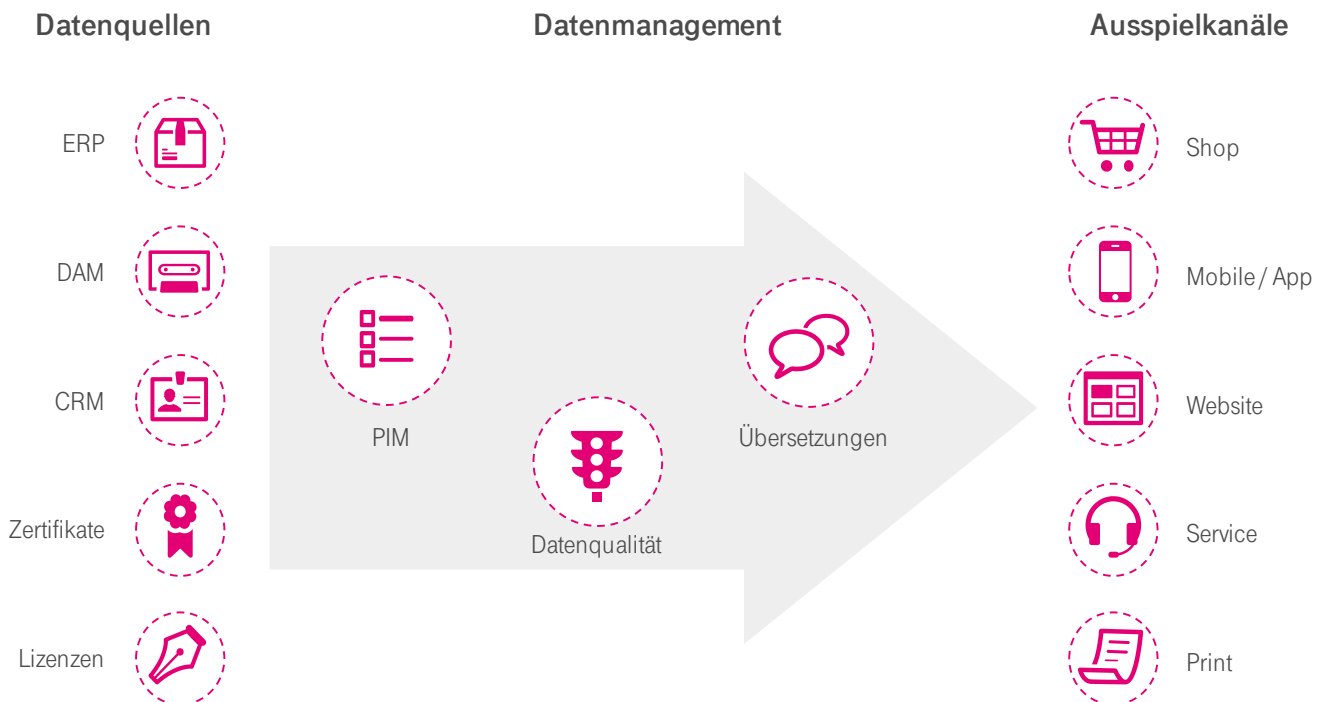 Datenquellen
Datenmanagement
Ausspielkanäle
ERP
DAM
CRM
Zertifikate
Lizenzen
PIM
Datenqualität
Übersetzungen
Shop
Mobile / App
Website
Service
Print